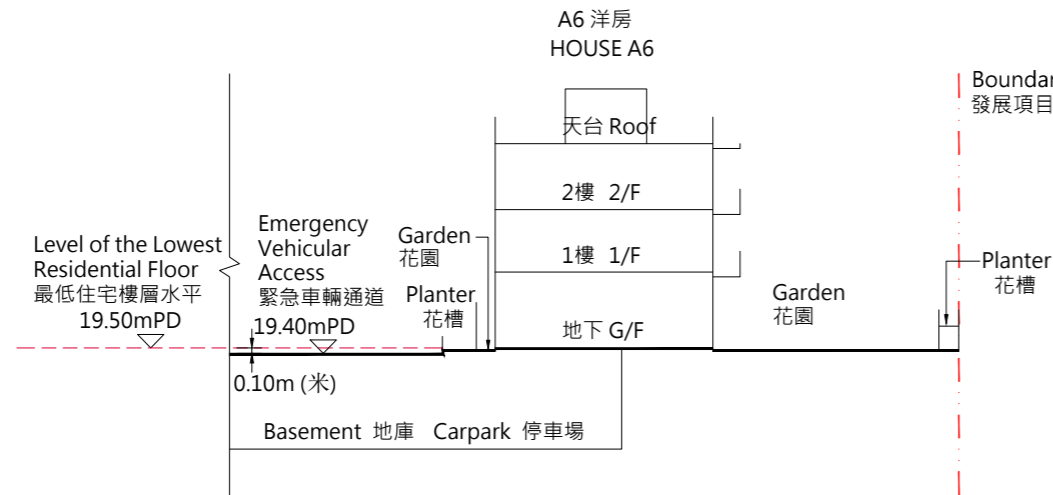 A6 洋房
HOUSE A6
Boundar
發展項目
天台 Roof
2樓 2/F
1樓 1/F
地下 G/F
Level of the Lowest
Residential Floor
最低住宅樓層水平
19.50mPD
Emergency
Vehicular
Access
緊急車輛通道
19.40mPD
Garden
花園
Planter
花槽
Garden
花園
Planter
花槽
0.10m (米)
Basement 地庫 Carpark 停車場